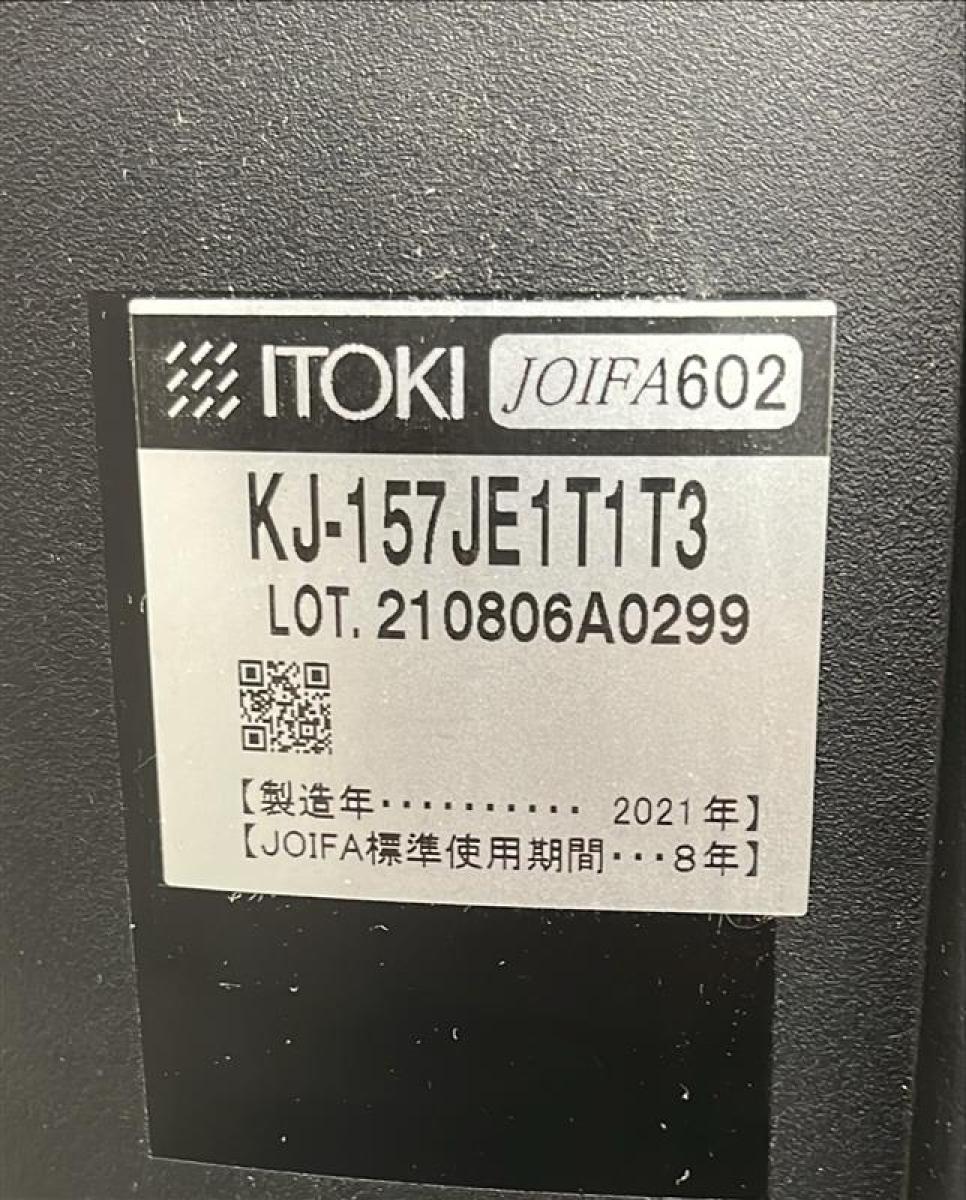 ITOKI JOIFA602
KJ-157JE1T1T3
LOT. 210806A0299
【製造年・・・・・・・・・・ 2021年】
【JOIFA標準使用期間・・・8年】